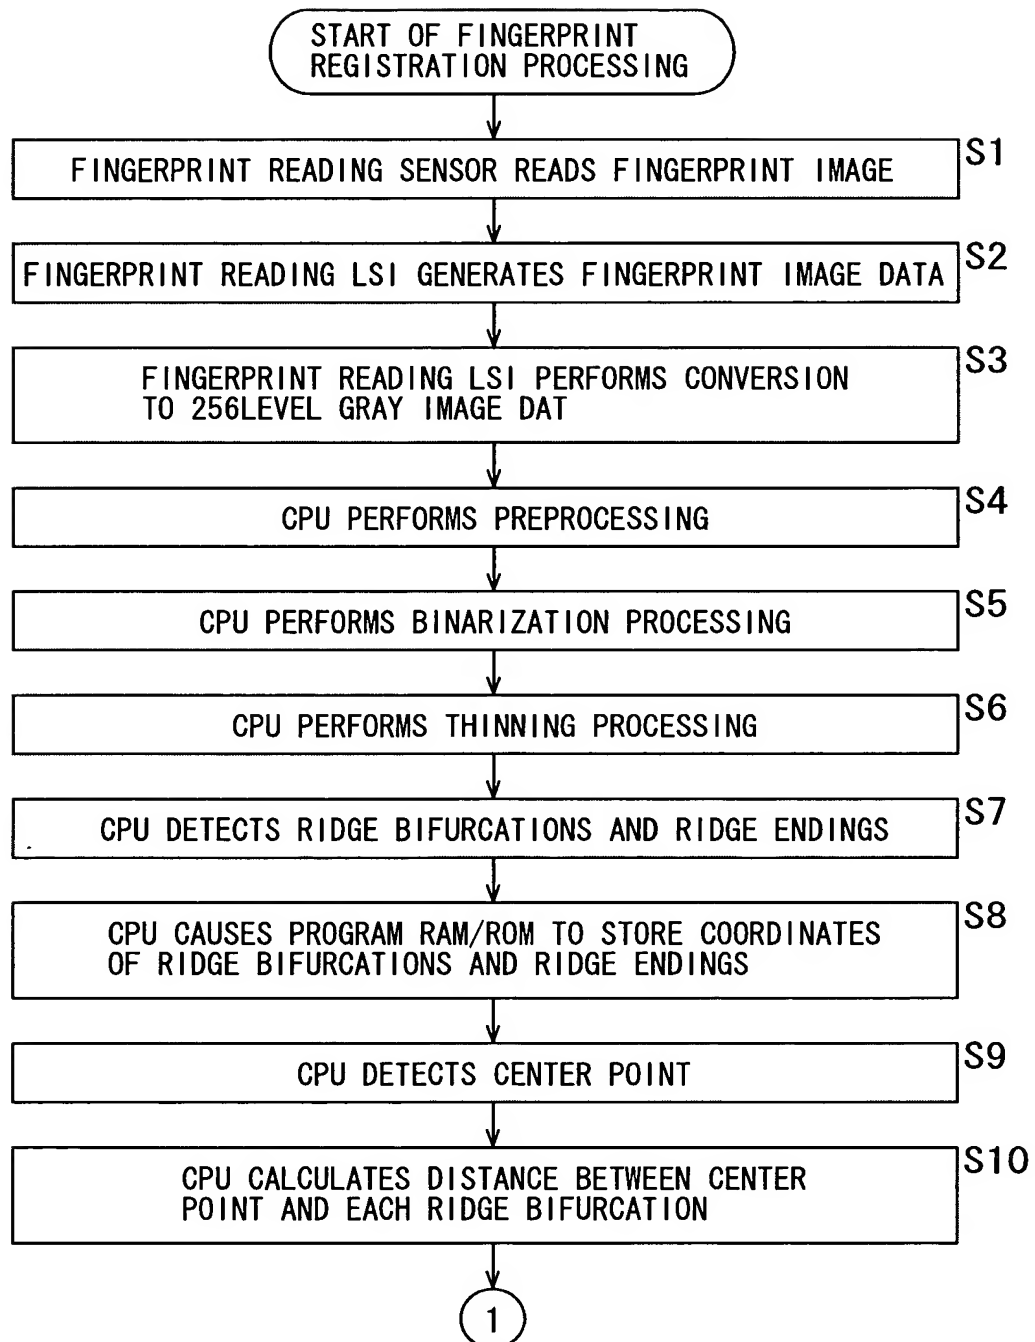 START OF FINGERPRINT
REGISTRATION PROCESSING
S1
FINGERPRINT READING SENSOR READS FINGERPRINT IMAGE
S2
FINGERPRINT READING LSI GENERATES FINGERPRINT IMAGE DATA
S3
FINGERPRINT READING LSI PERFORMS CONVERSION
TO 256LEVEL GRAY IMAGE DAT
S4
CPU PERFORMS PREPROCESSING
S5
CPU PERFORMS BINARIZATION PROCESSING
S6
CPU PERFORMS THINNING PROCESSING
S7
CPU DETECTS RIDGE BIFURCATIONS AND RIDGE ENDINGS
S8
CPU CAUSES PROGRAM RAM/ROM TO STORE COORDINATES
OF RIDGE BIFURCATIONS AND RIDGE ENDINGS
S9
CPU DETECTS CENTER POINT
S10
CPU CALCULATES DISTANCE BETWEEN CENTER
POINT AND EACH RIDGE BIFURCATION
1